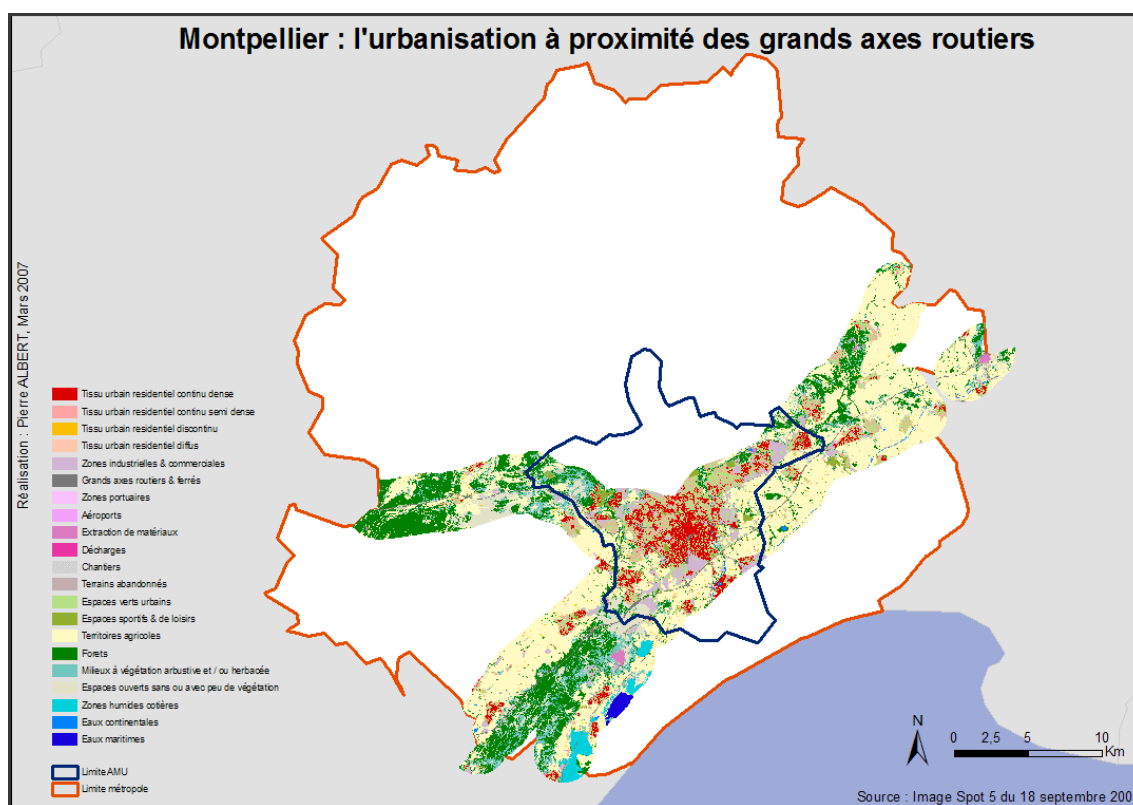 Montpellier : l'urbanisation à proximité des grands axes routiers
Réalisation : Pierre ALBERT, Mars 2007
Tissu urbain residentiel continu dense
Tissu urbain residentiel continu semi dense
Tissu urbain residentiel discontinu
Tissu urbain residentiel diffus
Zones industrielles & commerciales
Grands axes routiers & ferrés
Zones portuaires
Aéroports
Extraction de matériaux
Décharges
Chantiers
Terrains abandonnés
Espaces verts urbains
Espaces sportifs & de loisirs
Territoires agricoles
Forets
Milieux à végétation arbustive et / ou herbacée
Espaces ouverts sans ou avec peu de végétation
Zones humides cotières
Eaux continentales
Eaux maritimes
Limite AMU
Limite métropole
N
0 2,5 5 10
Km
Source : Image Spot 5 du 18 septembre 200